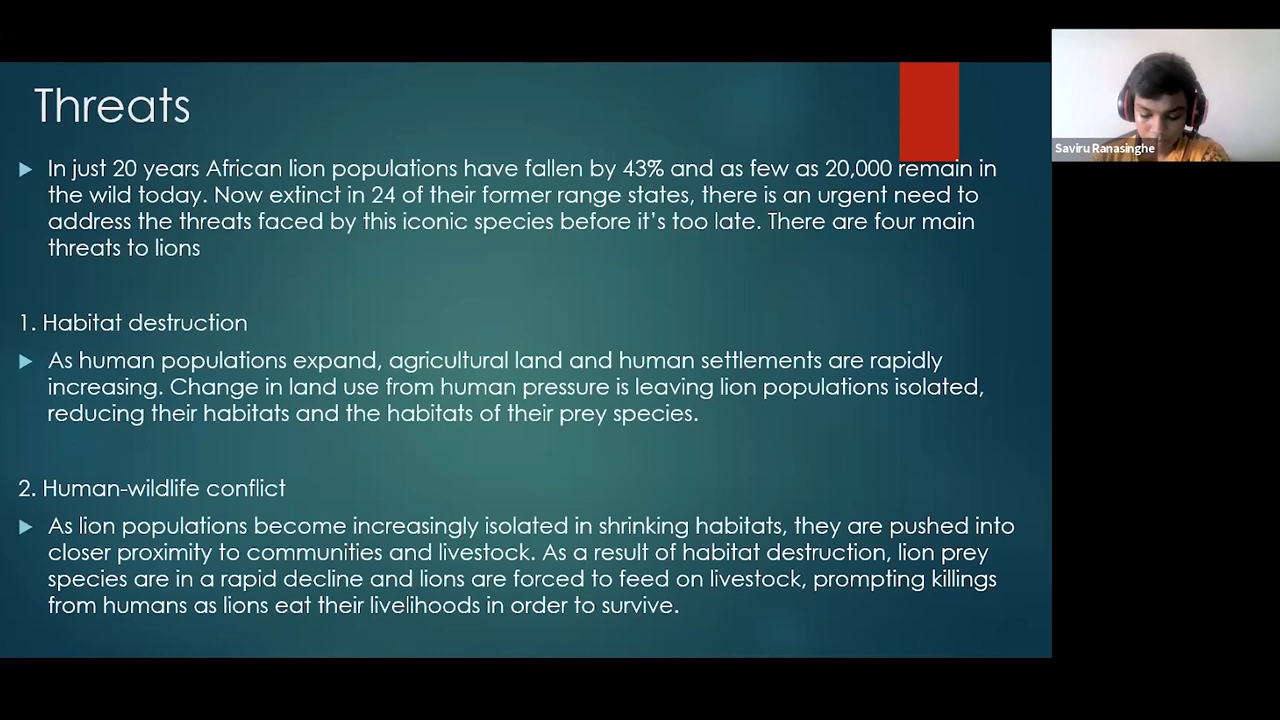 Threats
In just 20 years African lion populations have fallen by 43% and as few as 20,000 remain in
the wild today. Now extinct in 24 of their former range states, there is an urgent need to
address the threats faced by this iconic species before it's too late. There are four main
threats to lions
1. Habitat destruction
As human populations expand, agricultural land and human settlements are rapidly
increasing. Change in land use from human pressure is leaving lion populations isolated,
reducing their habitats and the habitats of their prey species.
2. Human-wildlife conflict
As lion populations become increasingly isolated in shrinking habitats, they are pushed into
closer proximity to communities and livestock. As a result of habitat destruction, lion prey
species are in a rapid decline and lions are forced to feed on livestock, prompting killings
from humans as lions eat their livelihoods in order to survive.
Saviru Ranasinghe